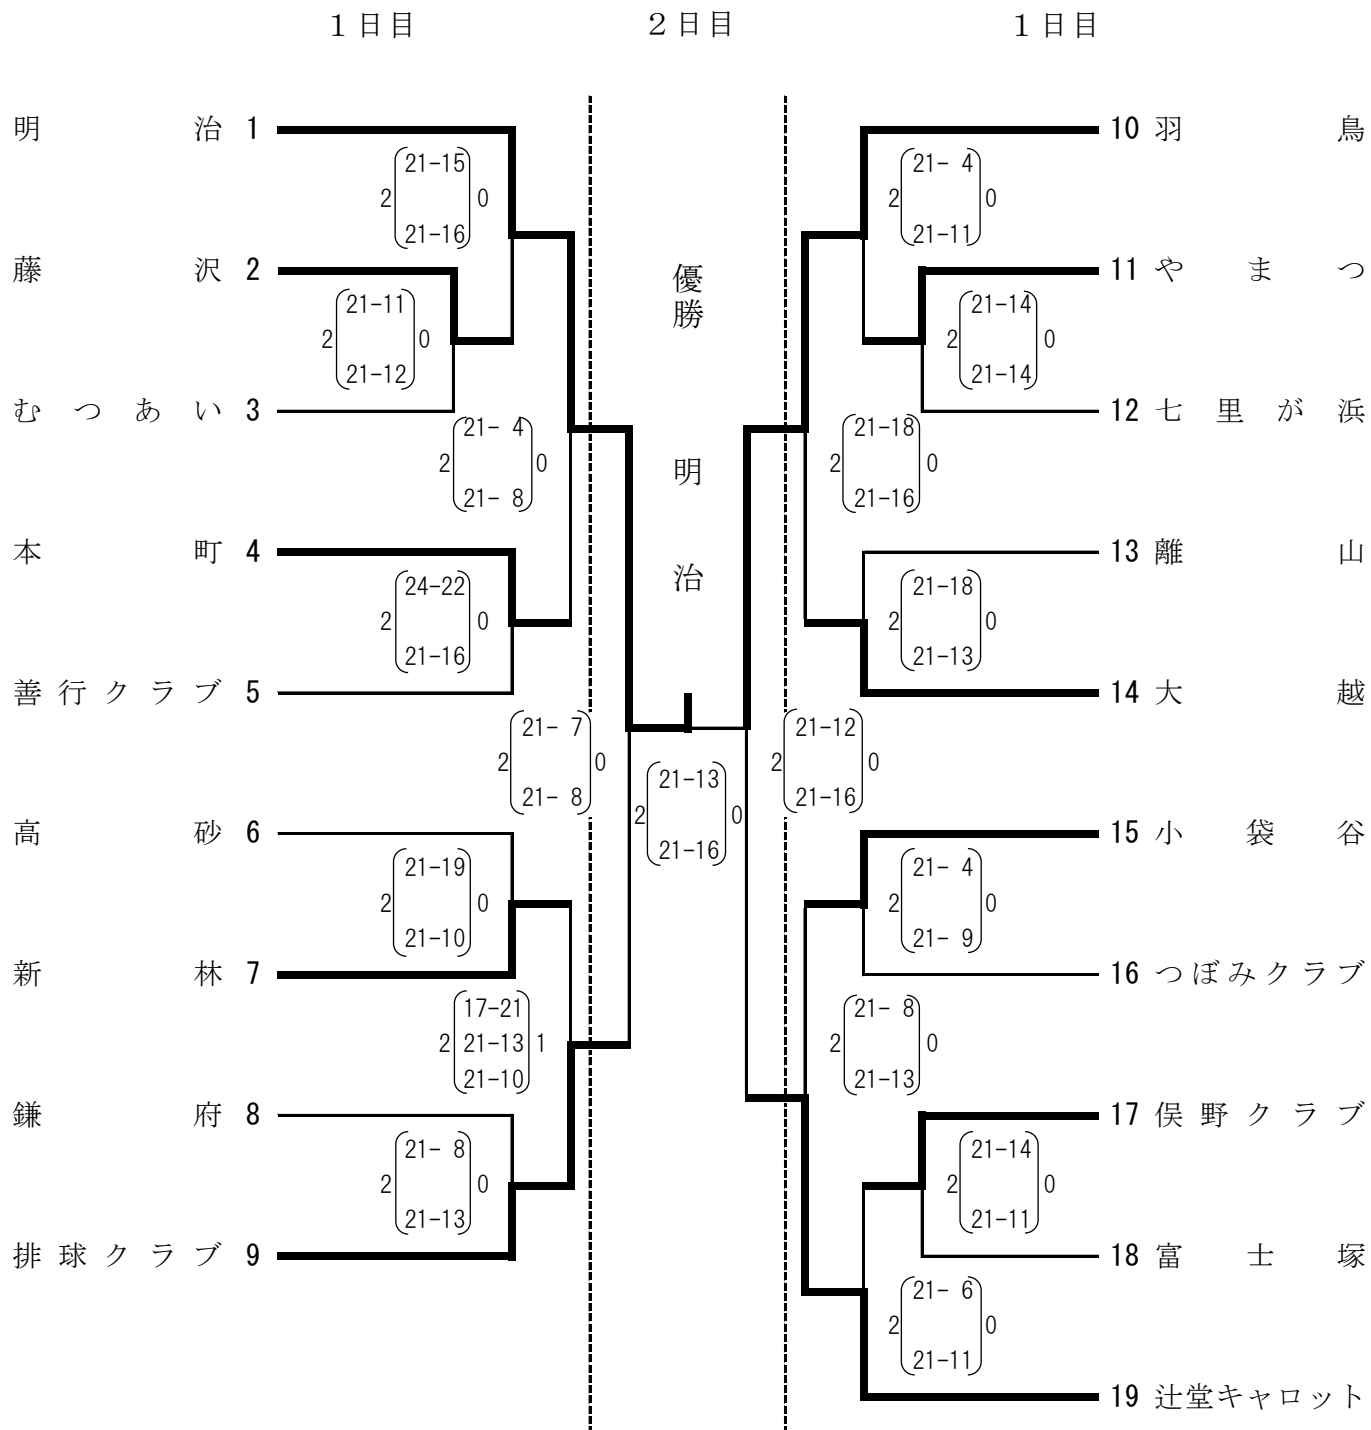 １日目 ２日目 １日目
明治 1
10 羽鳥
21-15
2 0
21-16
21- 4
2 0
21-11
藤沢 2
11 やまつ
優勝
21-11
2 0
21-12
21-14
2 0
21-14
むつあい 3
12 七里が浜
21- 4
2 0
21- 8
21-18
2 0
21-16
明治
本町 4
13 離山
24-22
2 0
21-16
21-18
2 0
21-13
善行クラブ 5
14 大越
21- 7
2 0
21- 8
21-13
2 0
21-16
21-12
2 0
21-16
高砂 6
15 小袋谷
21-19
2 0
21-10
21- 4
2 0
21- 9
新林 7
16 つぼみクラブ
17-21
2 21-13 1
21-10
21- 8
2 0
21-13
鎌府 8
17 俣野クラブ
21- 8
2 0
21-13
21-14
2 0
21-11
排球クラブ 9
18 富士塚
21- 6
2 0
21-11
19 辻堂キャロット